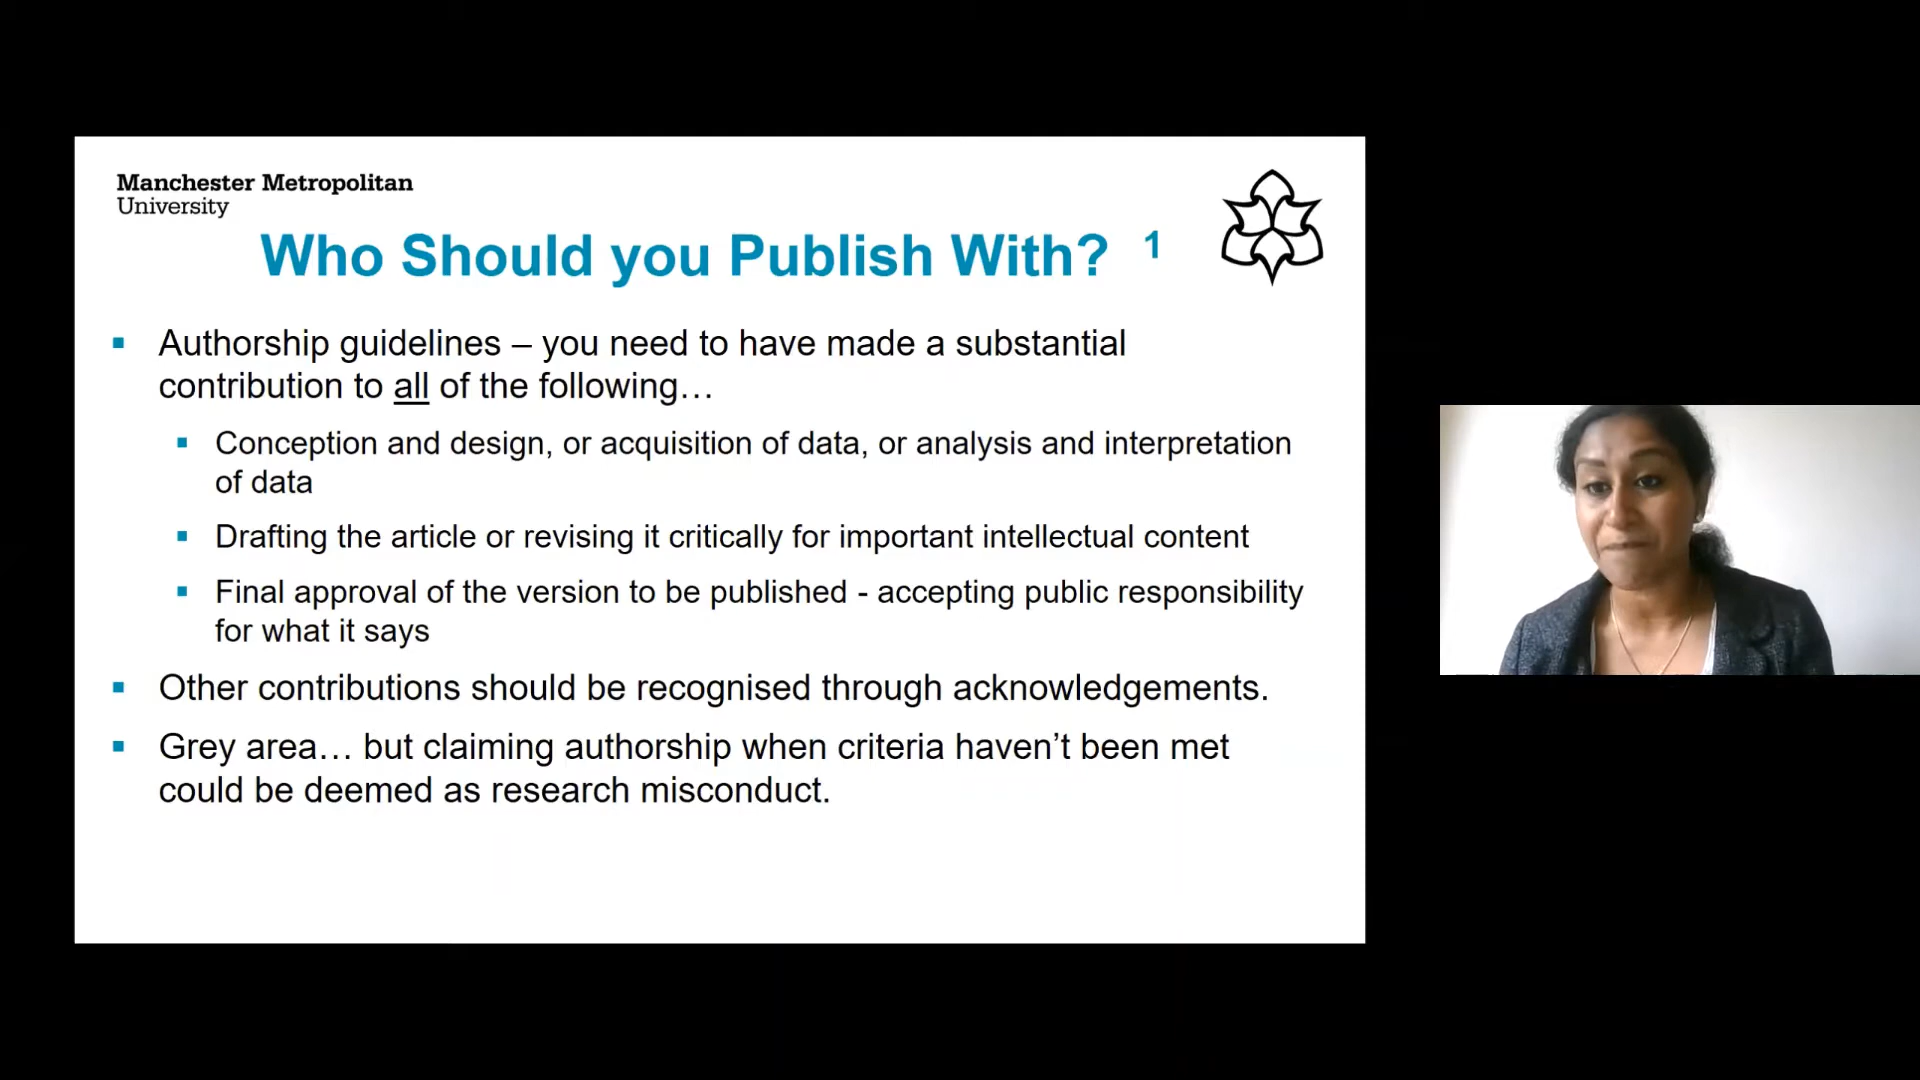 Manchester Metropolitan
University
Who Should you Publish With? 1
Authorship guidelines – you need to have made a substantial
contribution to all of the following…
Conception and design, or acquisition of data, or analysis and interpretation
of data
Drafting the article or revising it critically for important intellectual content
Final approval of the version to be published - accepting public responsibility
for what it says
Other contributions should be recognised through acknowledgements.
Grey area… but claiming authorship when criteria haven’t been met
could be deemed as research misconduct.